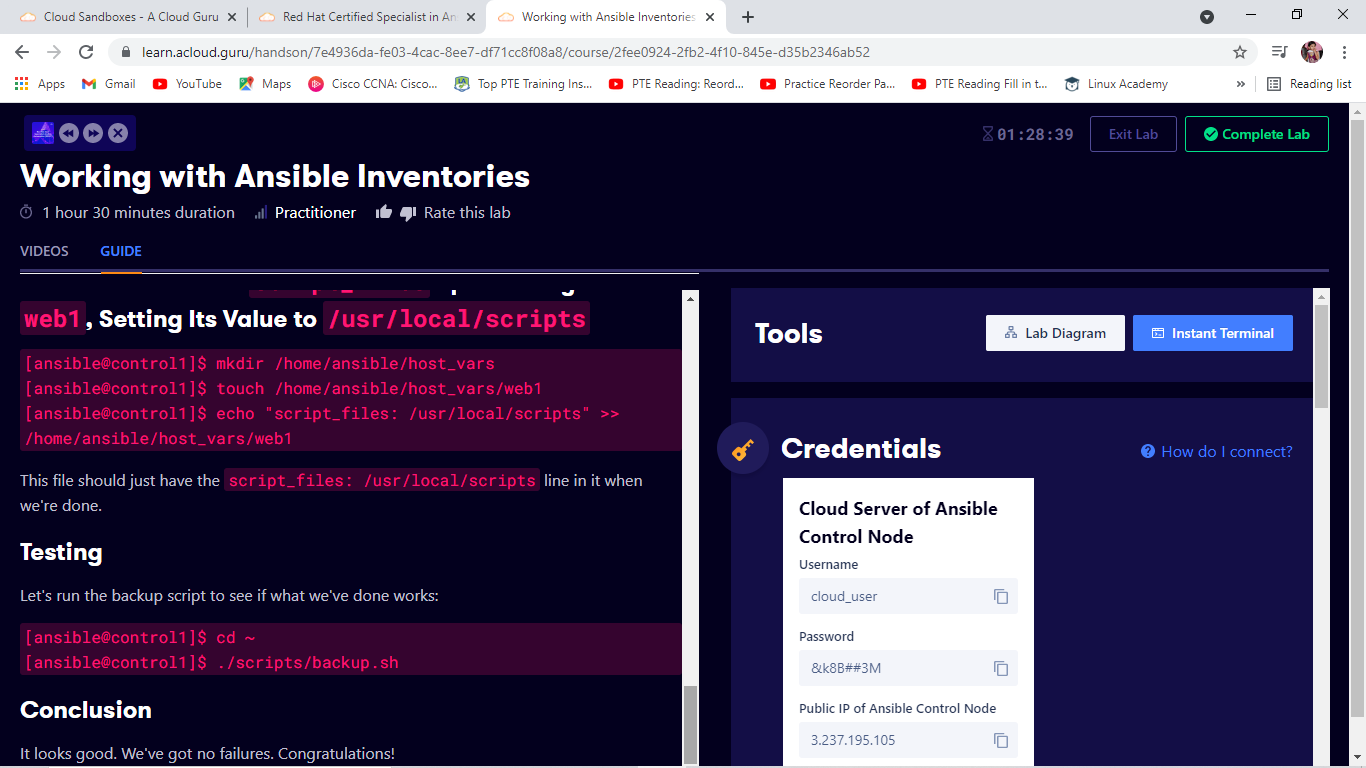 Cloud Sandboxes - A Cloud Guru
Red Hat Certified Specialist in An
Working with Ansible Inventories
learn.acloud.guru/handson/7e4936da-fe03-4cac-8ee7-df71cc8f08a8/course/2fee0924-2fb2-4f10-845e-d35b2346ab52
Apps
Gmail
YouTube
Maps
Cisco CCNA: Cisco...
Top PTE Training Ins...
PTE Reading: Reord...
Practice Reorder Pa...
PTE Reading Fill in t...
Linux Academy
»
Reading list
01:28:39
Exit Lab
Complete Lab
Working with Ansible Inventories
1 hour 30 minutes duration
Practitioner
Rate this lab
VIDEOS
GUIDE
web1, Setting Its Value to /usr/local/scripts
[ansible@control1]$ mkdir /home/ansible/host_vars
[ansible@control1]$ touch /home/ansible/host_vars/web1
[ansible@control1]$ echo "script_files: /usr/local/scripts" >>
/home/ansible/host_vars/web1
This file should just have the script_files: /usr/local/scripts line in it when
we're done.
Testing
Let's run the backup script to see if what we've done works:
[ansible@control1]$ cd ~
[ansible@control1]$ ./scripts/backup.sh
Conclusion
It looks good. We've got no failures. Congratulations!
Tools
Lab Diagram
Instant Terminal
Credentials
How do I connect?
Cloud Server of Ansible
Control Node
Username
cloud_user
Password
&k8B##3M
Public IP of Ansible Control Node
3.237.195.105